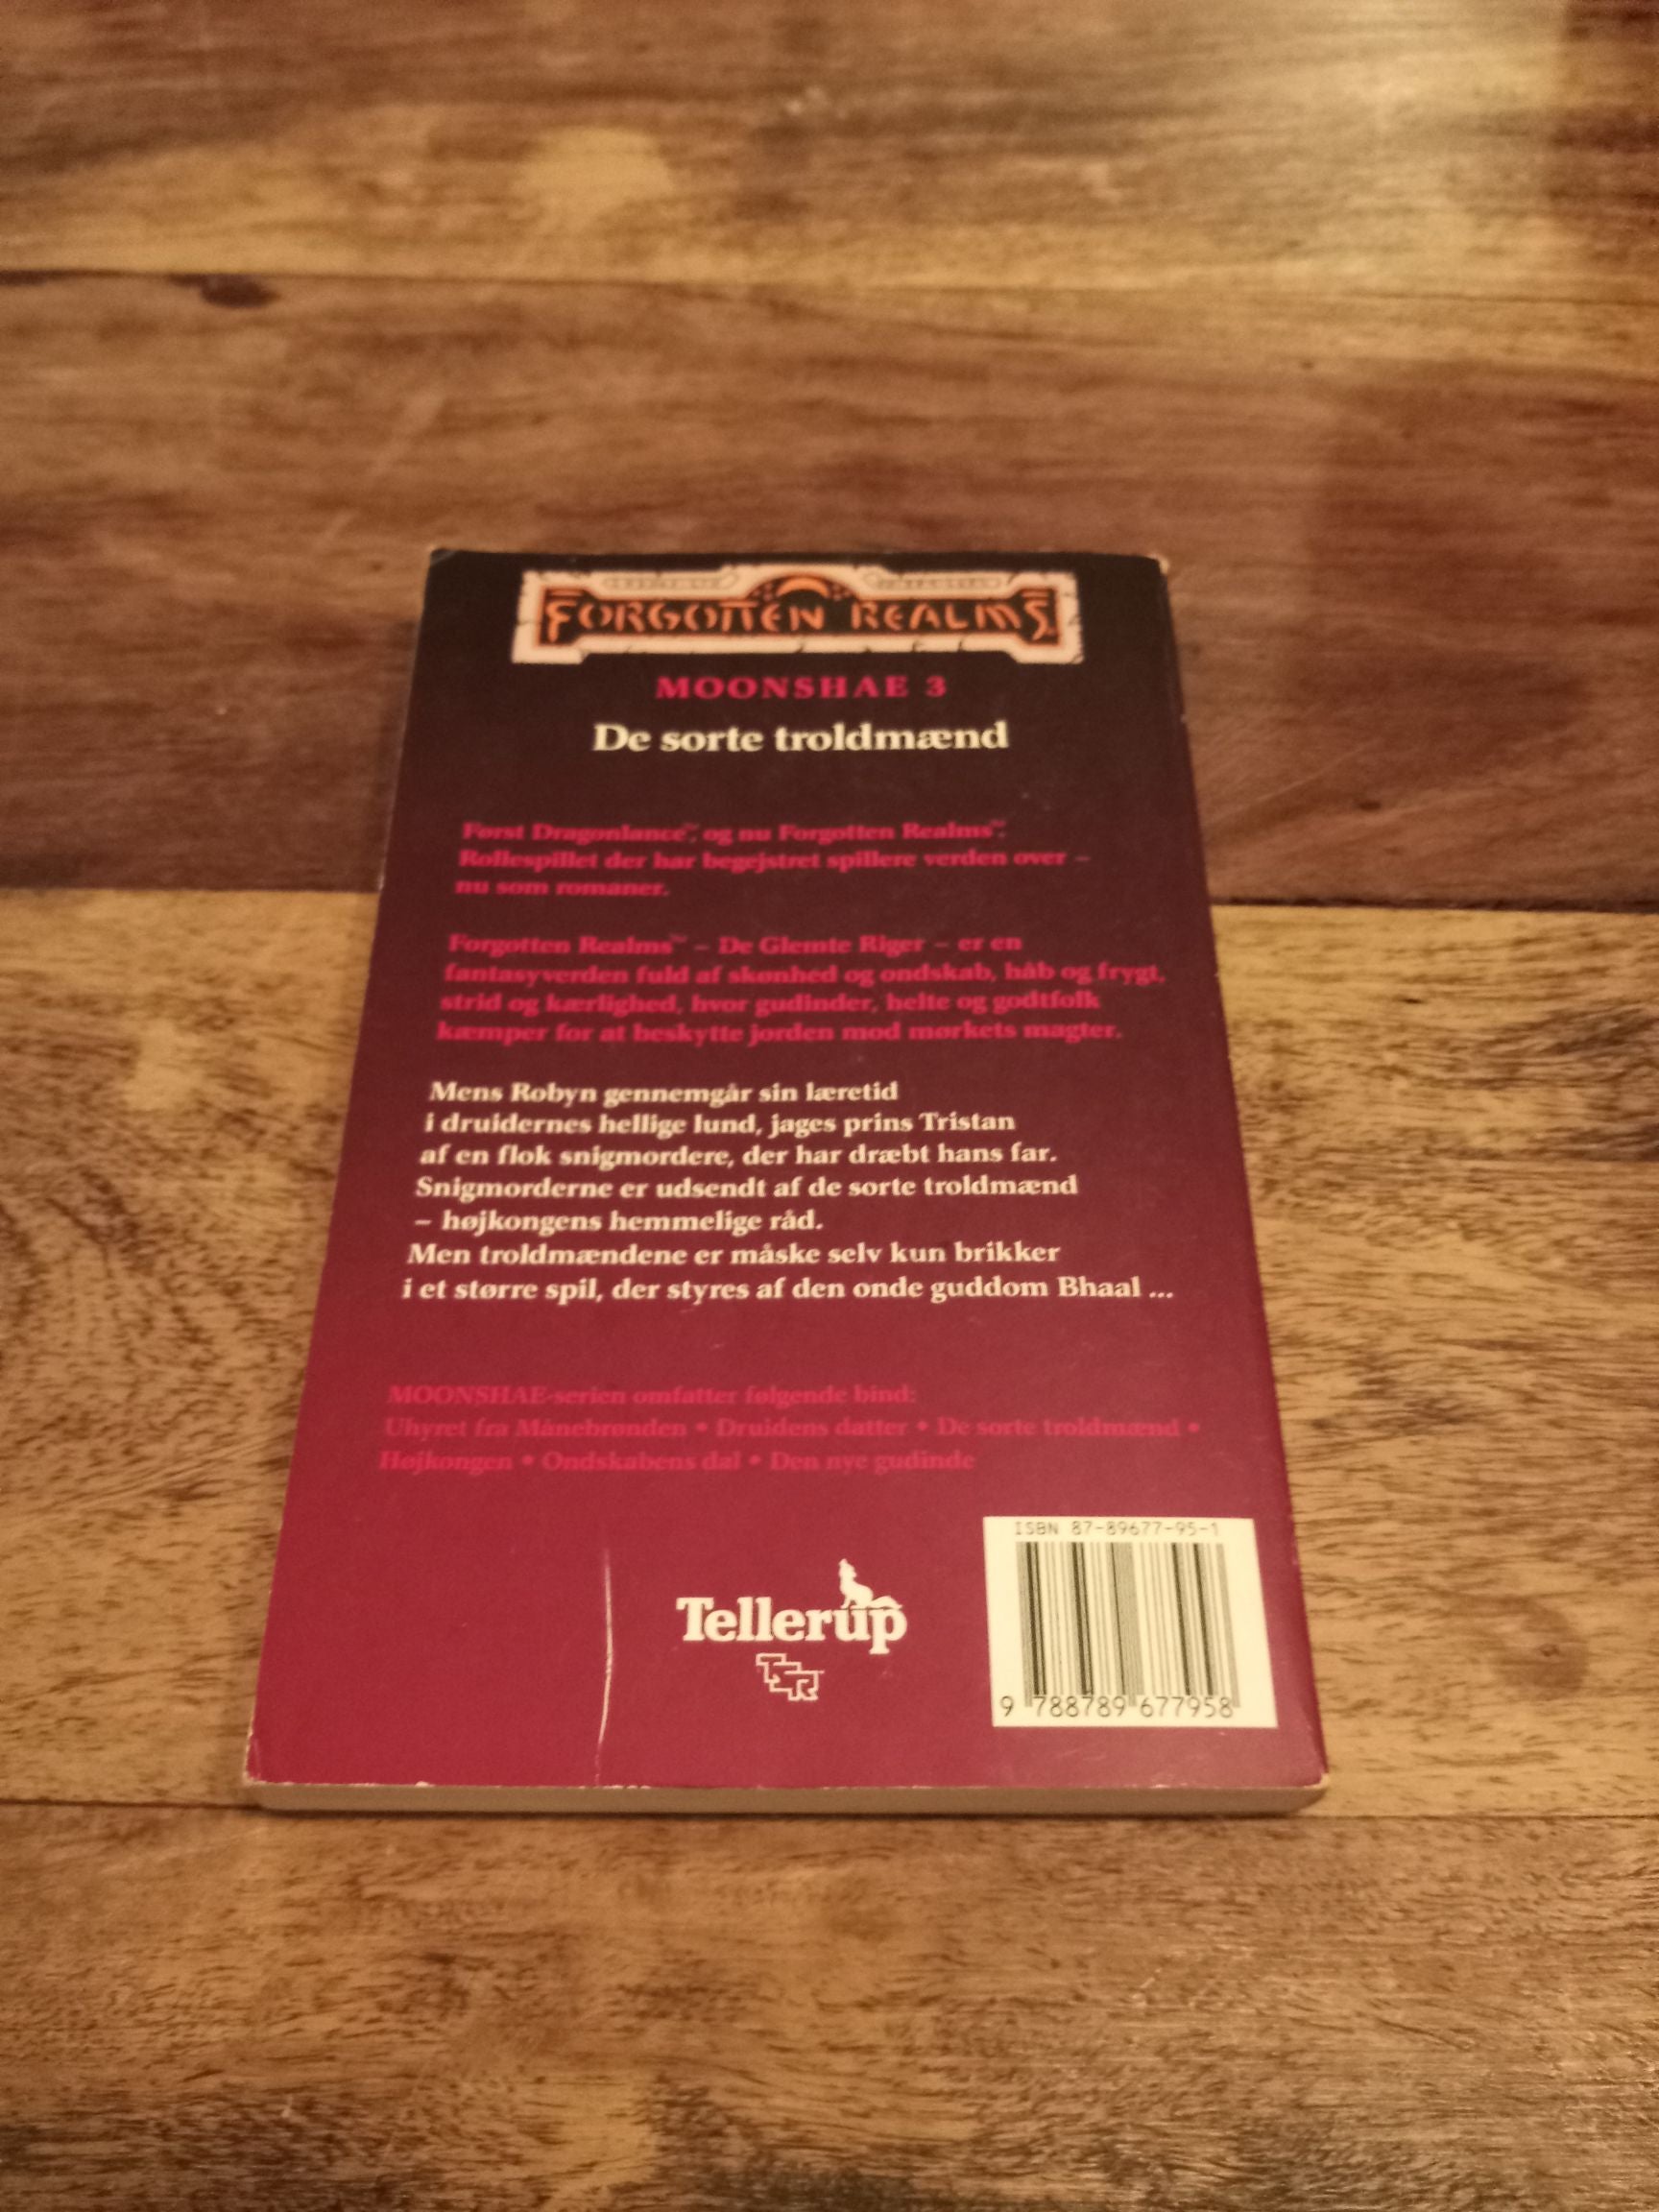 FORGOTTEN REALMS
MOONSHAE 3
De sorte troldmænd
Først Dragonlance™, og nu Forgotten Realms™.
Rollespillet der har begejstret spillere verden over –
nu som romaner.
Forgotten Realms™ – De Glemte Riger – er en
fantasyverden fuld af skønhed og ondskab, håb og frygt,
strid og kærlighed, hvor gudinder, helte og godtfolk
kæmper for at beskytte jorden mod mørkets magter.
Mens Robyn gennemgår sin læretid
i druidernes hellige lund, jages prins Tristan
af en flok snigmordere, der har dræbt hans far.
Snigmorderne er udsendt af de sorte troldmænd
– højkongens hemmelige råd.
Men troldmændene er måske selv kun brikker
i et større spil, der styres af den onde guddom Bhaal ...
MOONSHAE-serien omfatter følgende bind:
Uhyret fra Månebrønden • Druidens datter • De sorte troldmænd •
Højkongen • Ondskabens dal • Den nye gudinde
ISBN 87-89677-95-1
Tellerup
TSR
9 788789 677958